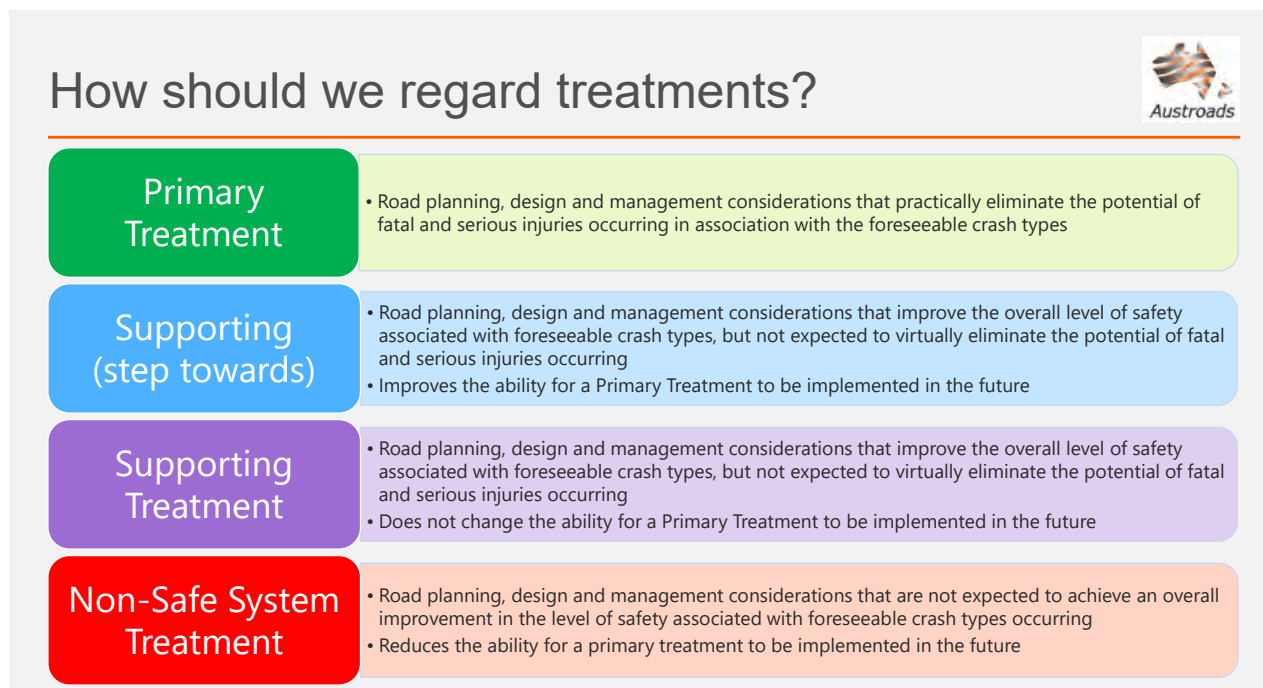 How should we regard treatments?
Austroads
Primary
Treatment
• Road planning, design and management considerations that practically eliminate the potential of
fatal and serious injuries occurring in association with the foreseeable crash types
Supporting
(step towards)
• Road planning, design and management considerations that improve the overall level of safety
associated with foreseeable crash types, but not expected to virtually eliminate the potential of fatal
and serious injuries occurring
• Improves the ability for a Primary Treatment to be implemented in the future
Supporting
Treatment
• Road planning, design and management considerations that improve the overall level of safety
associated with foreseeable crash types, but not expected to virtually eliminate the potential of fatal
and serious injuries occurring
• Does not change the ability for a Primary Treatment to be implemented in the future
Non-Safe System
Treatment
• Road planning, design and management considerations that are not expected to achieve an overall
improvement in the level of safety associated with foreseeable crash types occurring
• Reduces the ability for a primary treatment to be implemented in the future